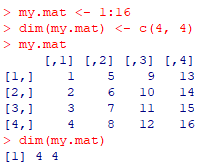 > my.mat <- 1:16
> dim(my.mat) <- c(4, 4)
> my.mat
     [,1] [,2] [,3] [,4]
[1,]    1    5    9   13
[2,]    2    6   10   14
[3,]    3    7   11   15
[4,]    4    8   12   16
> dim(my.mat)
[1] 4 4